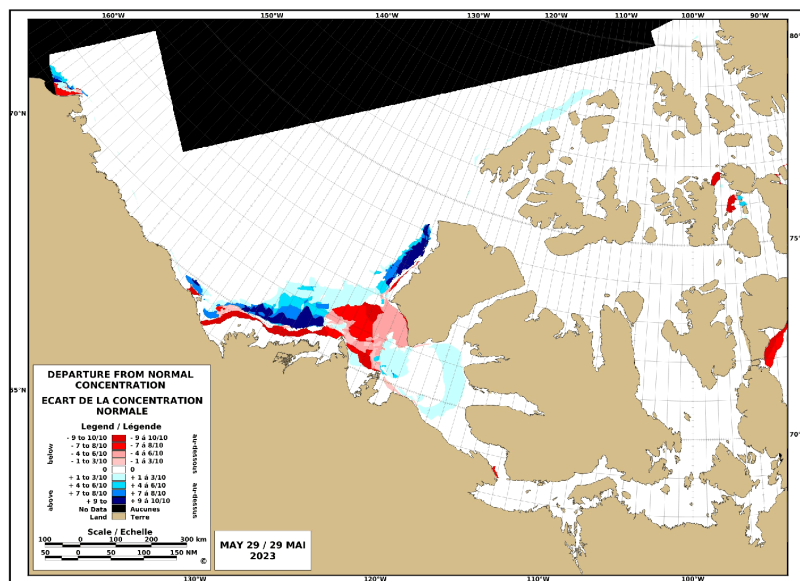 160°W 150°W 140°W 130°W 120°W 110°W 100°W 90°W
80°
70°N
75°
65°N
70°
DEPARTURE FROM NORMAL
CONCENTRATION
ECART DE LA CONCENTRATION
NORMALE
Legend / Légende
below
au-dessous
- 9 to 10/10 - 9 á 10/10
- 7 to 8/10 - 7 á 8/10
- 4 to 6/10 - 4 á 6/10
- 1 to 3/10 - 1 á 3/10
0 0
above
au-dessus
+ 1 to 3/10 + 1 á 3/10
+ 4 to 6/10 + 4 á 6/10
+ 7 to 8/10 + 7 á 8/10
+ 9 to + 9 á 10/10
No Data Aucunes
Land Terre
Scale / Echelle
100 0 100 200 300 km
50 0 50 100 150 NM
©
MAY 29 / 29 MAI
2023
130°W 120°W 110°W 100°W